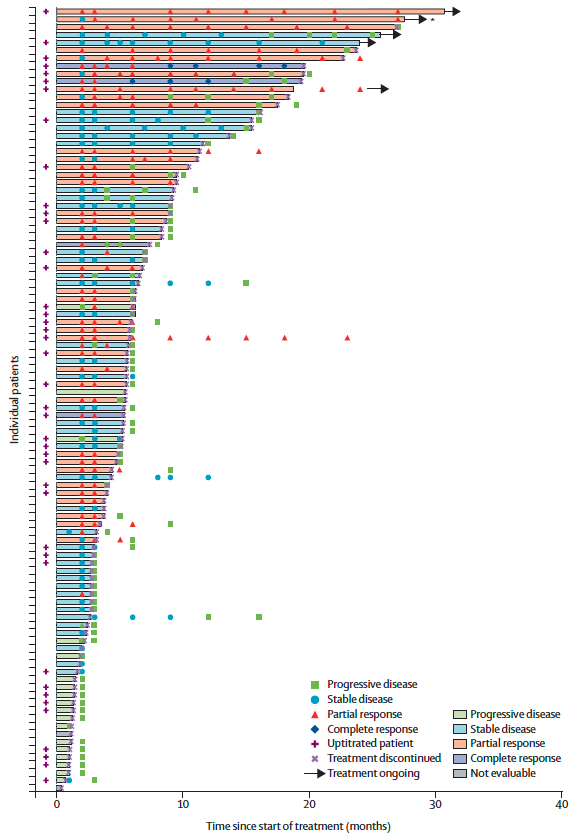 *
Individual patients
Progressive disease
Stable disease
Partial response
Complete response
Uptitrated patient
Treatment discontinued
Treatment ongoing
Progressive disease
Stable disease
Partial response
Complete response
Not evaluable
0 10 20 30 40
Time since start of treatment (months)